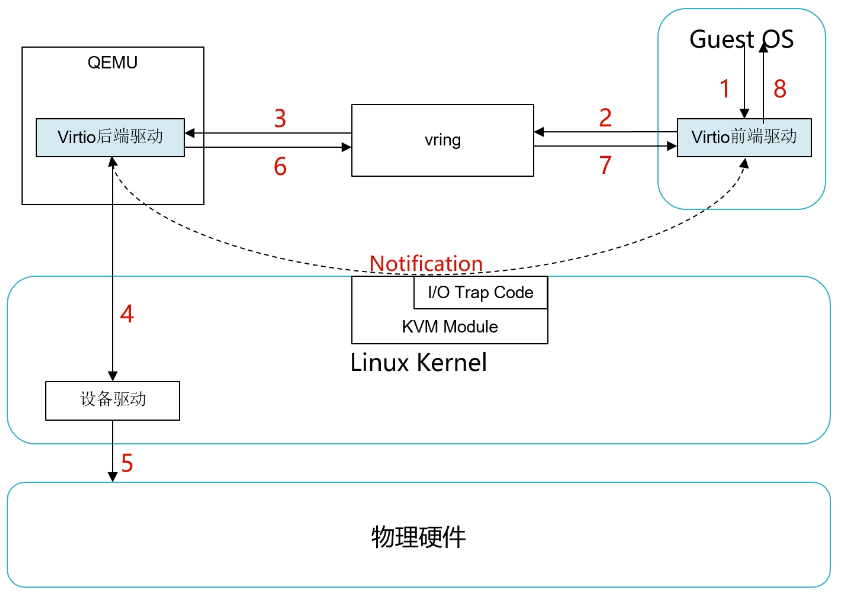 Guest OS
QEMU
1
8
3
2
Virtio后端驱动
vring
Virtio前端驱动
6
7
Notification
I/O Trap Code
4
KVM Module
Linux Kernel
设备驱动
5
物理硬件